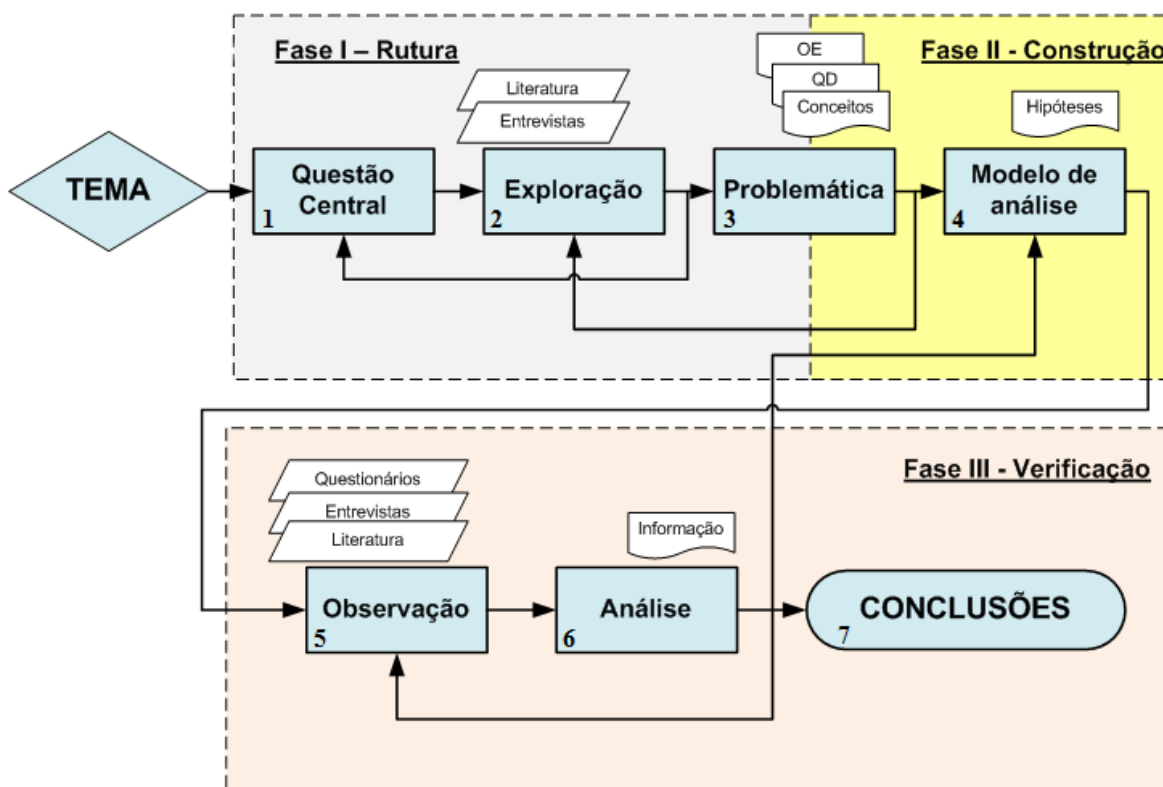 Fase I – Rutura
Fase II - Construção
OE
QD
Conceitos
Literatura
Entrevistas
Hipóteses
TEMA
Questão
Central
1
Exploração
2
Problemática
3
Modelo de
análise
4
Fase III - Verificação
Questionários
Entrevistas
Literatura
Informação
Observação
5
Análise
6
CONCLUSÕES
7